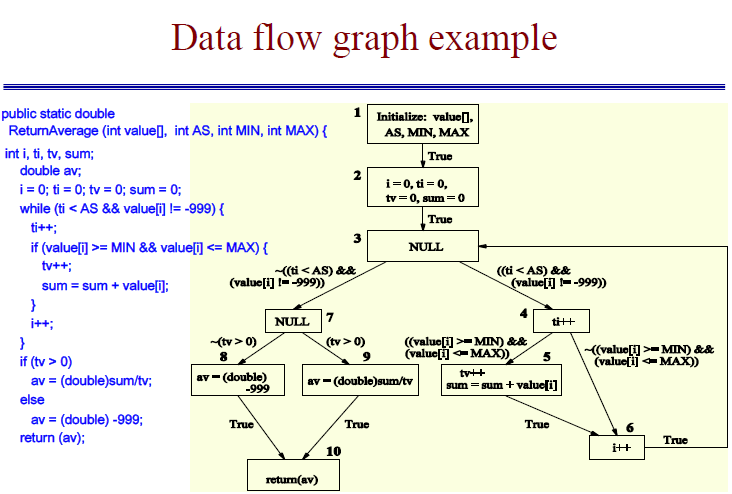 Data flow graph example
public static double
ReturnAverage (int value[], int AS, int MIN, int MAX) {
int i, ti, tv, sum;
double av;
i = 0; ti = 0; tv = 0; sum = 0;
while (ti < AS && value[i] != -999) {
ti++;
if (value[i] >= MIN && value[i] <= MAX) {
tv++;
sum = sum + value[i];
}
i++;
}
if (tv > 0)
av = (double)sum/tv;
else
av = (double) -999;
return (av);
1
Initialize: value[],
AS, MIN, MAX
True
2
i = 0, ti = 0,
tv = 0, sum = 0
True
3
NULL
~((ti < AS) &&
(value[i] != -999))
((ti < AS) &&
(value[i] != -999))
NULL
7
4
ti++
~(tv > 0)
(tv > 0)
((value[i] >= MIN) &&
(value[i] <= MAX))
~((value[i] >= MIN) &&
(value[i] <= MAX))
8
av = (double)
-999
9
av = (double)sum/tv
5
tv++
sum = sum + value[i]
True
True
True
6
i++
True
10
return(av)